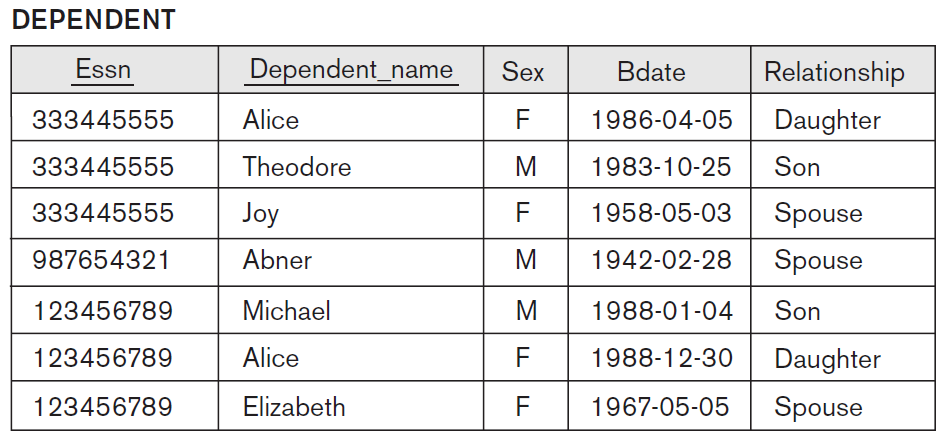 DEPENDENT
Essn Dependent_name Sex Bdate Relationship
333445555 Alice F 1986-04-05 Daughter
333445555 Theodore M 1983-10-25 Son
333445555 Joy F 1958-05-03 Spouse
987654321 Abner M 1942-02-28 Spouse
123456789 Michael M 1988-01-04 Son
123456789 Alice F 1988-12-30 Daughter
123456789 Elizabeth F 1967-05-05 Spouse